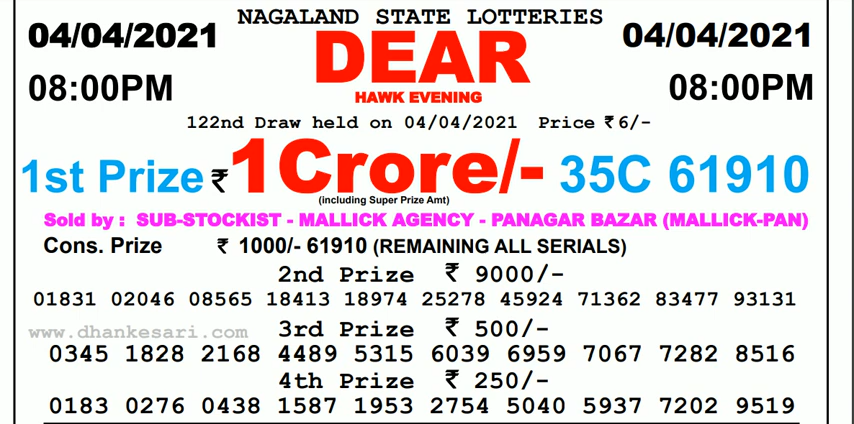 NAGALAND STATE LOTTERIES
04/04/2021 DEAR 04/04/2021
08:00PM HAWK EVENING 08:00PM
122nd Draw held on 04/04/2021 Price ₹ 6/-
1st Prize ₹ 1Crore/- 35C 61910
(including Super Prize Amt)
Sold by : SUB-STOCKIST - MALLICK AGENCY - PANAGAR BAZAR (MALLICK-PAN)
Cons. Prize ₹ 1000/- 61910 (REMAINING ALL SERIALS)
2nd Prize ₹ 9000/-
01831 02046 08565 18413 18974 25278 45924 71362 83477 93131
www.dhankesari.com 3rd Prize ₹ 500/-
0345 1828 2168 4489 5315 6039 6959 7067 7282 8516
4th Prize ₹ 250/-
0183 0276 0438 1587 1953 2754 5040 5937 7202 9519